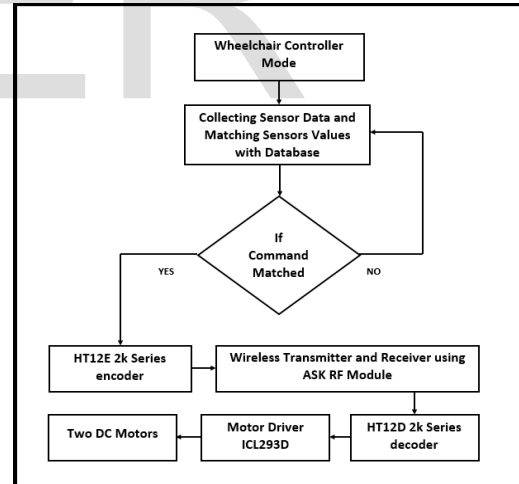 Wheelchair Controller
Mode
Collecting Sensor Data and
Matching Sensors Values
with Database
If
Command
Matched
YES
NO
HT12E 2k Series
encoder
Wireless Transmitter and Receiver using
ASK RF Module
Two DC Motors
Motor Driver
ICL293D
HT12D 2k Series
decoder